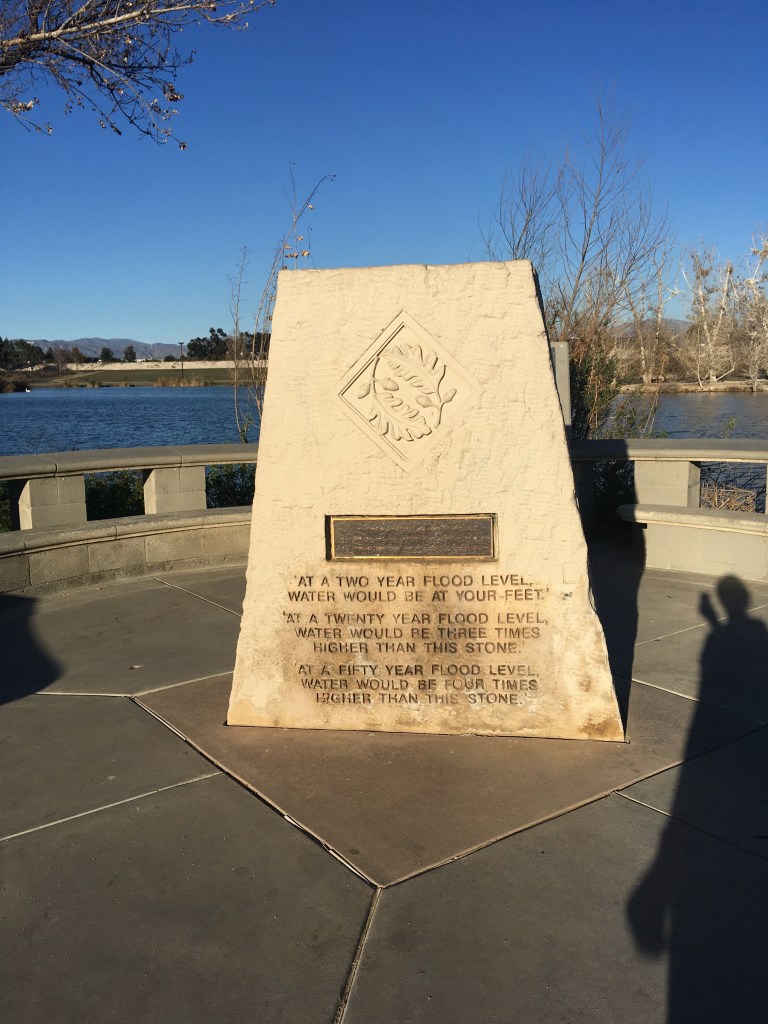 'AT A TWO YEAR FLOOD LEVEL,
WATER WOULD BE AT YOUR FEET.'
'AT A TWENTY YEAR FLOOD LEVEL,
WATER WOULD BE THREE TIMES
HIGHER THAN THIS STONE.'
'AT A FIFTY YEAR FLOOD LEVEL,
WATER WOULD BE FOUR TIMES
HIGHER THAN THIS STONE.'